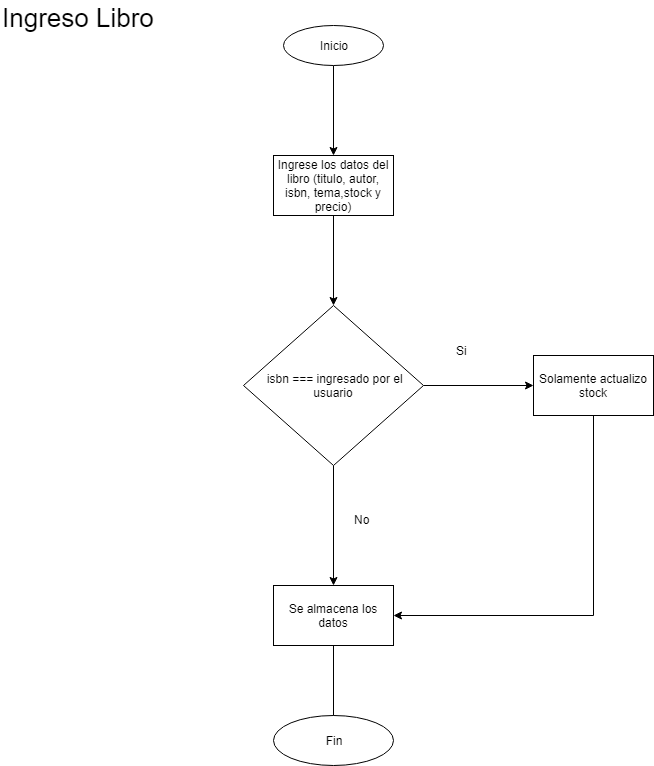 Ingreso Libro
Inicio
Ingrese los datos del
libro (titulo, autor,
isbn, tema,stock y
precio)
isbn === ingresado por el
usuario
Si
Solamente actualizo
stock
No
Se almacena los
datos
Fin